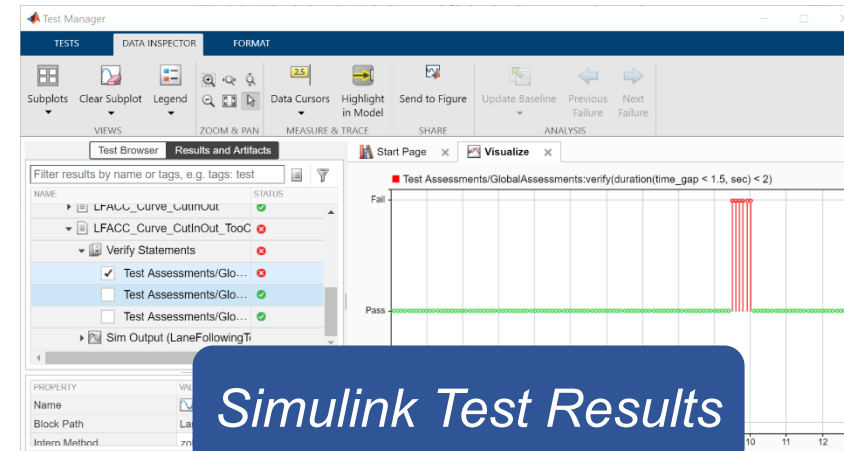 Test Manager
TESTS DATA INSPECTOR FORMAT
2.5
Subplots Clear Subplot Legend Data Cursors Highlight in Model Send to Figure Update Baseline Previous Failure Next Failure
VIEWS ZOOM & PAN MEASURE & TRACE SHARE ANALYSIS
Test Browser Results and Artifacts
Start Page Visualize
Filter results by name or tags, e.g. tags: test
NAME STATUS
LFACC_Curve_CutInOut
LFACC_Curve_CutInOut_TooC
Verify Statements
Test Assessments/Glo...
Test Assessments/Glo...
Test Assessments/Glo...
Sim Output (LaneFollowingT
Test Assessments/GlobalAssessments:verify(duration(time_gap < 1.5, sec) < 2)
Fail
Pass
10 11 12
PROPERTY
Name
Block Path
Interp Method
Simulink Test Results